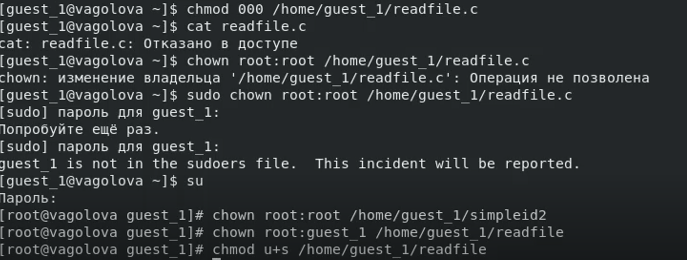 [guest_1@vagolova ~]$ chmod 000 /home/guest_1/readfile.c
[guest_1@vagolova ~]$ cat readfile.c
cat: readfile.c: Отказано в доступе
[guest_1@vagolova ~]$ chown root:root /home/guest_1/readfile.c
chown: изменение владельца '/home/guest_1/readfile.c': Операция не позволена
[guest_1@vagolova ~]$ sudo chown root:root /home/guest_1/readfile.c
[sudo] пароль для guest_1:
Попробуйте ещё раз.
[sudo] пароль для guest_1:
guest_1 is not in the sudoers file.  This incident will be reported.
[guest_1@vagolova ~]$ su
Пароль:
[root@vagolova guest_1]# chown root:root /home/guest_1/simpleid2
[root@vagolova guest_1]# chown root:guest_1 /home/guest_1/readfile
[root@vagolova guest_1]# chmod u+s /home/guest_1/readfile